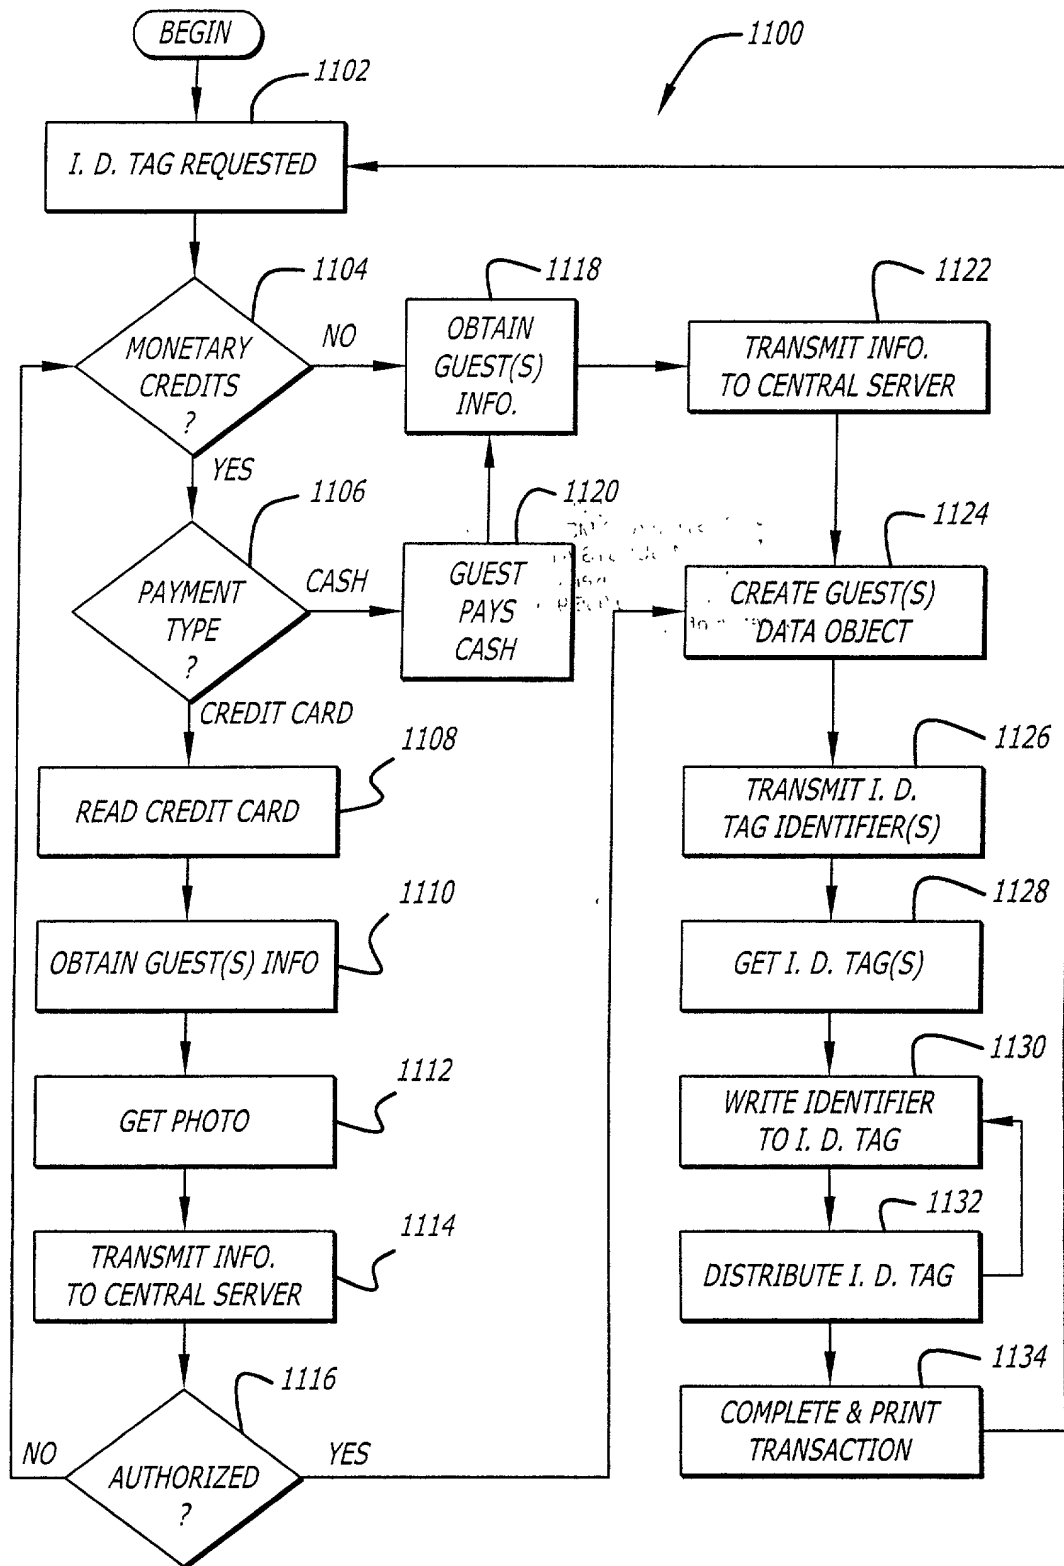 BEGIN
1100
1102
I. D. TAG REQUESTED
1104
MONETARY
CREDITS
?
NO
YES
1106
PAYMENT
TYPE
?
CASH
CREDIT CARD
1108
READ CREDIT CARD
1110
OBTAIN GUEST(S) INFO
1112
GET PHOTO
1114
TRANSMIT INFO.
TO CENTRAL SERVER
1116
AUTHORIZED
?
NO
YES
1118
OBTAIN
GUEST(S)
INFO.
1120
GUEST
PAYS
CASH
1122
TRANSMIT INFO.
TO CENTRAL SERVER
1124
CREATE GUEST(S)
DATA OBJECT
1126
TRANSMIT I. D.
TAG IDENTIFIER(S)
1128
GET I. D. TAG(S)
1130
WRITE IDENTIFIER
TO I. D. TAG
1132
DISTRIBUTE I. D. TAG
1134
COMPLETE & PRINT
TRANSACTION